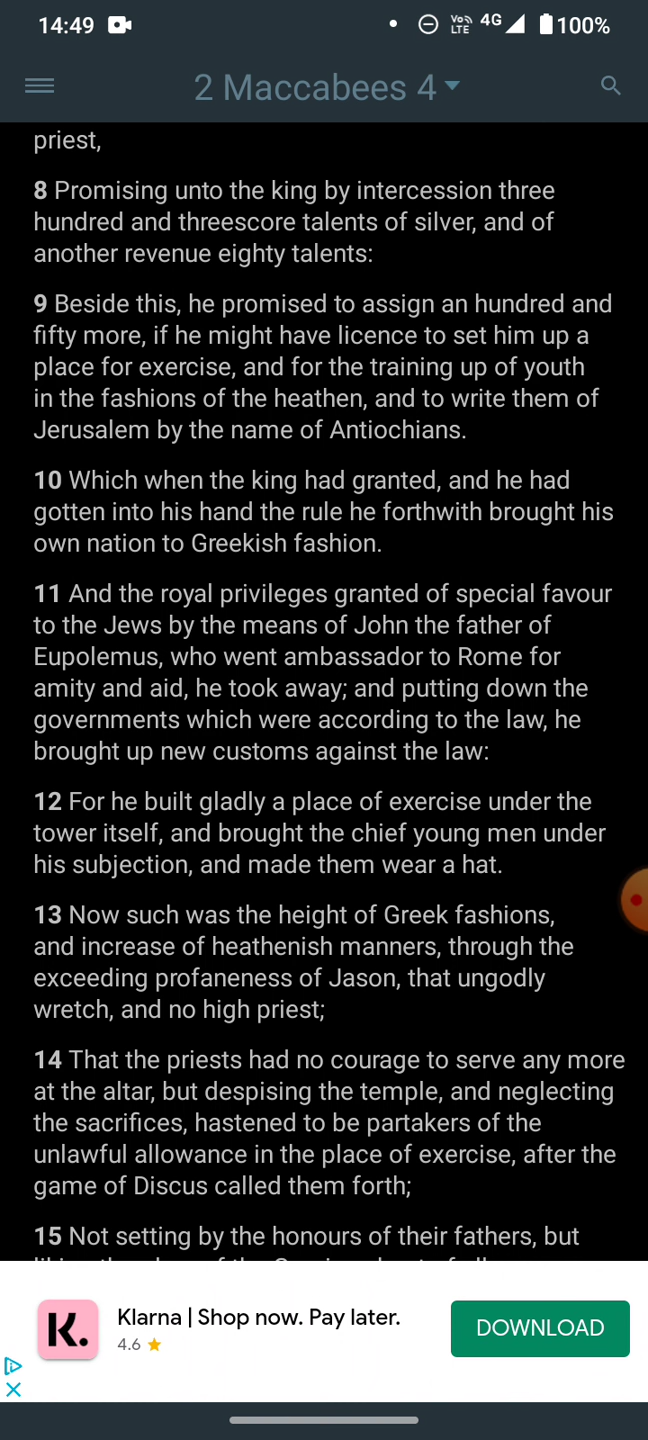 14:49
Vo)) LTE 4G 100%
2 Maccabees 4
priest,
8 Promising unto the king by intercession three
hundred and threescore talents of silver, and of
another revenue eighty talents:
9 Beside this, he promised to assign an hundred and
fifty more, if he might have licence to set him up a
place for exercise, and for the training up of youth
in the fashions of the heathen, and to write them of
Jerusalem by the name of Antiochians.
10 Which when the king had granted, and he had
gotten into his hand the rule he forthwith brought his
own nation to Greekish fashion.
11 And the royal privileges granted of special favour
to the Jews by the means of John the father of
Eupolemus, who went ambassador to Rome for
amity and aid, he took away; and putting down the
governments which were according to the law, he
brought up new customs against the law:
12 For he built gladly a place of exercise under the
tower itself, and brought the chief young men under
his subjection, and made them wear a hat.
13 Now such was the height of Greek fashions,
and increase of heathenish manners, through the
exceeding profaneness of Jason, that ungodly
wretch, and no high priest;
14 That the priests had no courage to serve any more
at the altar, but despising the temple, and neglecting
the sacrifices, hastened to be partakers of the
unlawful allowance in the place of exercise, after the
game of Discus called them forth;
15 Not setting by the honours of their fathers, but
K.
Klarna | Shop now. Pay later.
4.6 ★
DOWNLOAD